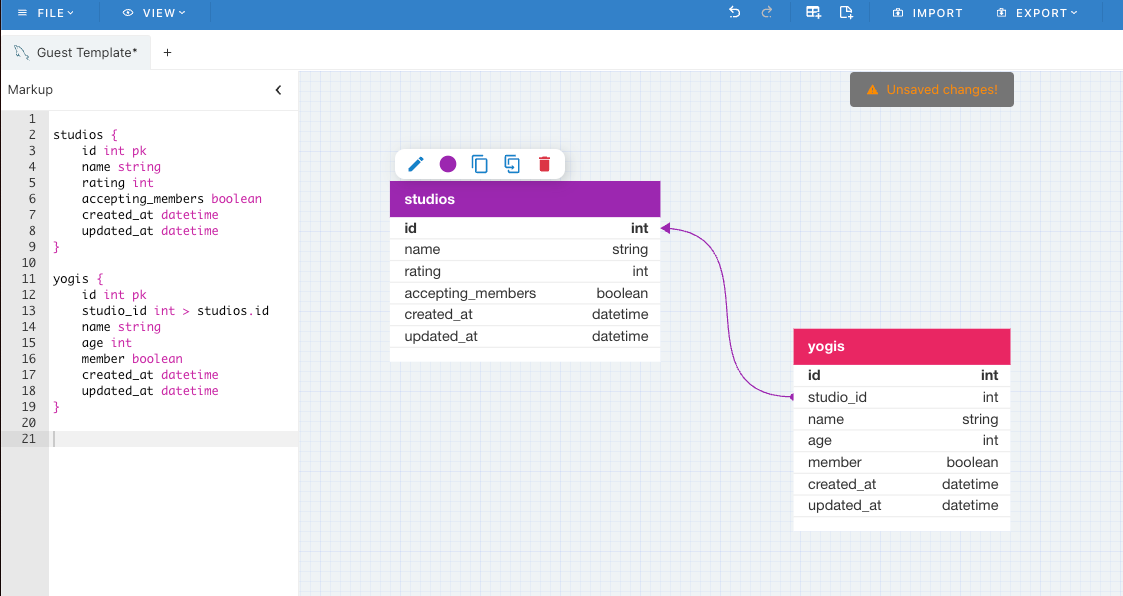 FILE VIEW IMPORT EXPORT
Guest Template* +
Markup
Unsaved changes!
1
2 studios {
3 id int pk
4 name string
5 rating int
6 accepting_members boolean
7 created_at datetime
8 updated_at datetime
9 }
10
11 yogis {
12 id int pk
13 studio_id int > studios.id
14 name string
15 age int
16 member boolean
17 created_at datetime
18 updated_at datetime
19 }
20
21
studios
id int
name string
rating int
accepting_members boolean
created_at datetime
updated_at datetime
yogis
id int
studio_id int
name string
age int
member boolean
created_at datetime
updated_at datetime